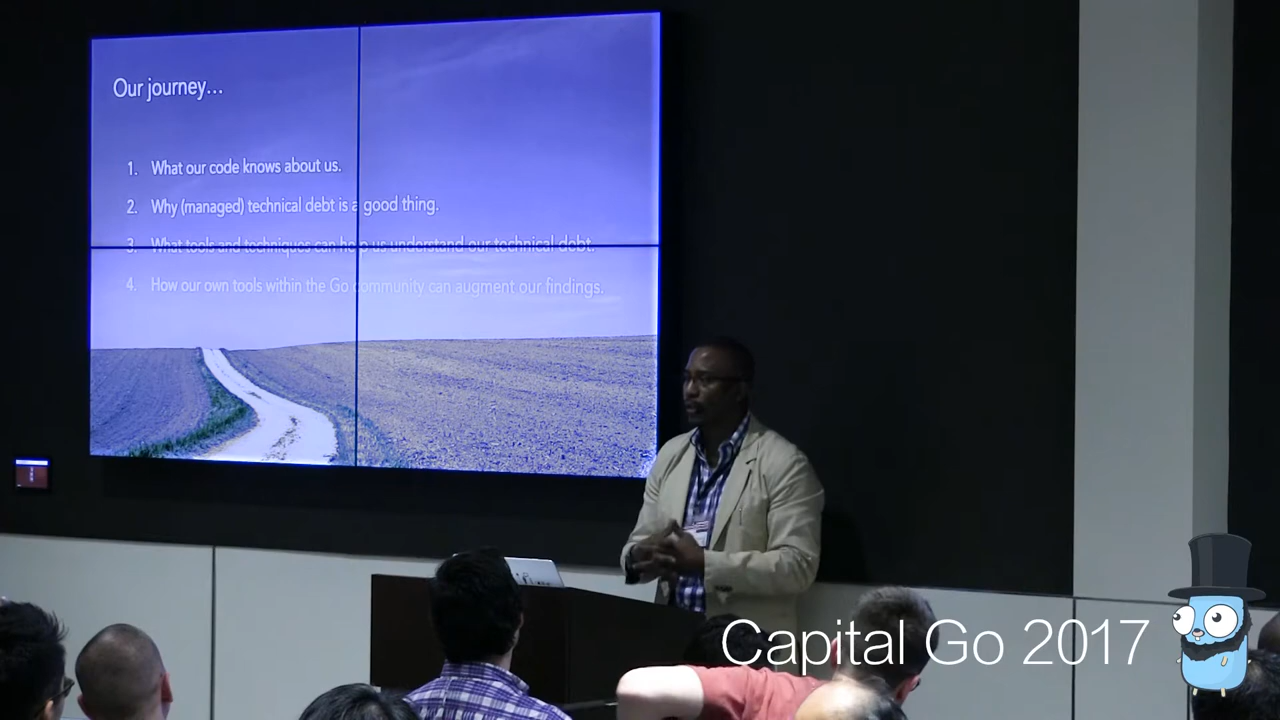 Our journey...
1. What our code knows about us.
2. Why (managed) technical debt is a good thing.
3. What tools and techniques can help us understand our technical debt.
4. How our own tools within the Go community can augment our findings.
Capital Go 2017